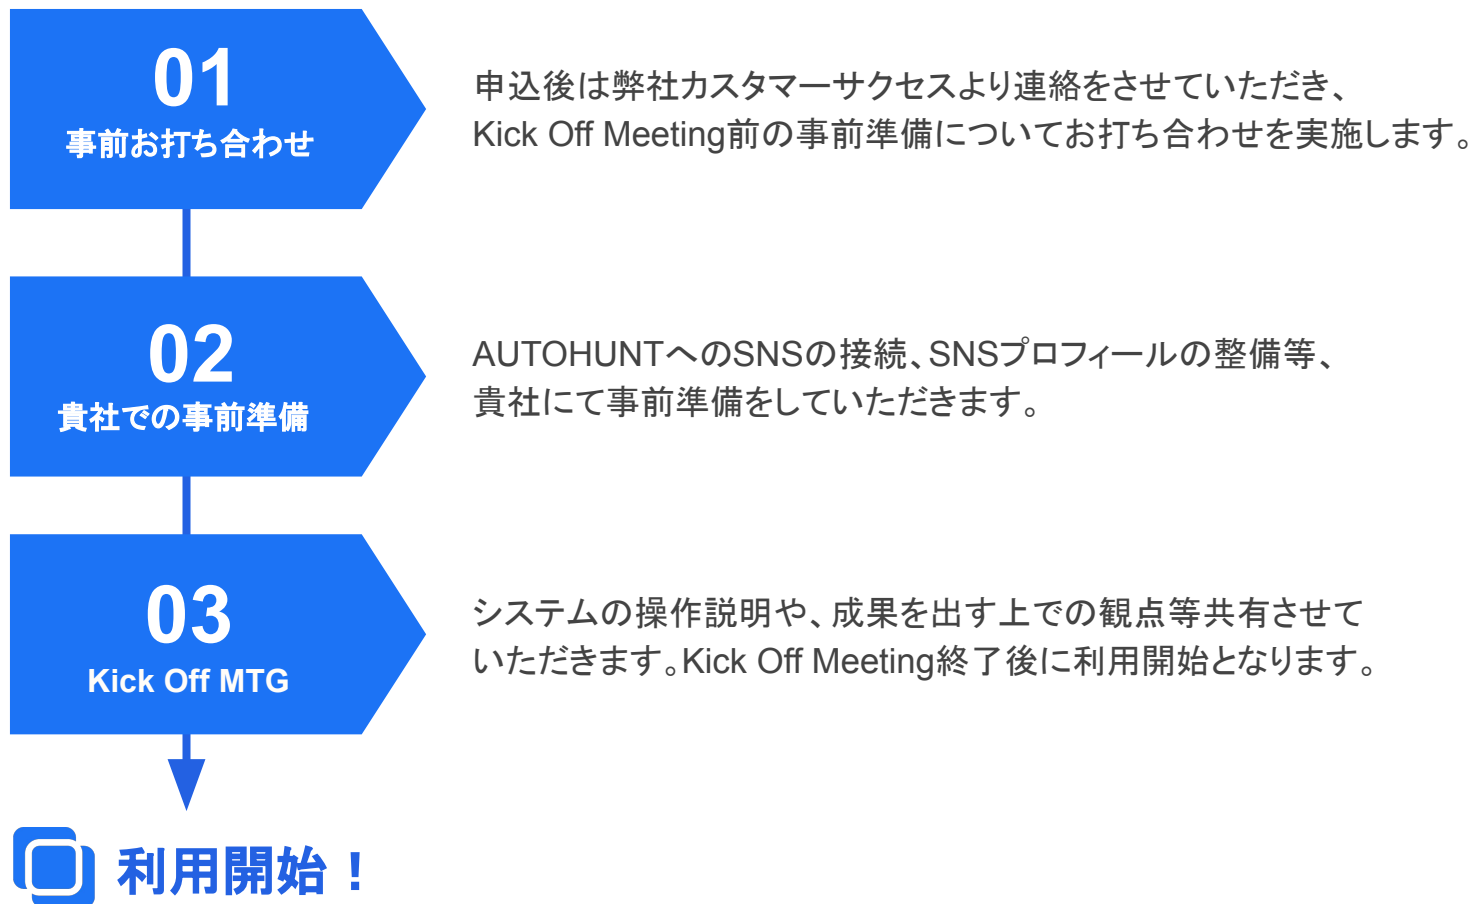 01
事前お打ち合わせ
申込後は弊社カスタマーサクセスより連絡をさせていただき、
Kick Off Meeting前の事前準備についてお打ち合わせを実施します。
02
貴社での事前準備
AUTOHUNTへのSNSの接続、SNSプロフィールの整備等、
貴社にて事前準備をしていただきます。
03
Kick Off MTG
システムの操作説明や、成果を出す上での観点等共有させて
いただきます。Kick Off Meeting終了後に利用開始となります。
利用開始！